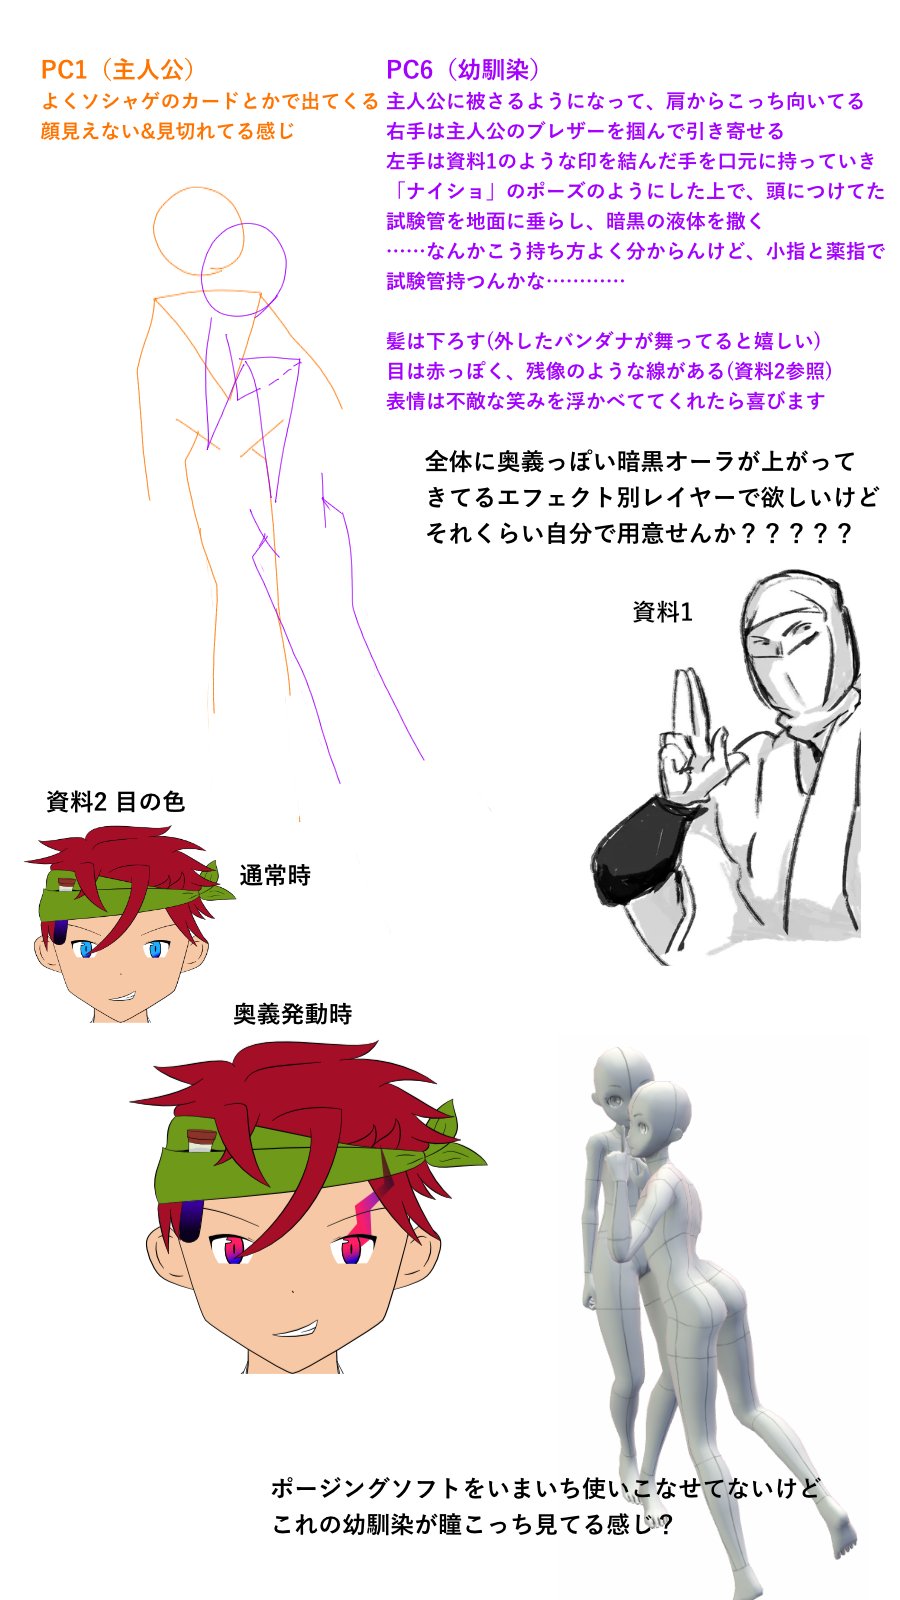 PC1（主人公）
よくソシャゲのカードとかで出てくる
顔見えない&見切れてる感じ
PC6（幼馴染）
主人公に被さるようになって、肩からこっち向いてる
右手は主人公のブレザーを掴んで引き寄せる
左手は資料1のような印を結んだ手を口元に持っていき
「ナイショ」のポーズのようにした上で、頭につけてた
試験管を地面に垂らし、暗黒の液体を撒く
……なんかこう持ち方よく分からんけど、小指と薬指で
試験管持つんかな…………
髪は下ろす(外したバンダナが舞ってると嬉しい)
目は赤っぽく、残像のような線がある(資料2参照)
表情は不敵な笑みを浮かべててくれたら喜びます
全体に奥義っぽい暗黒オーラが上がって
きてるエフェクト別レイヤーで欲しいけど
それくらい自分で用意せんか？？？？？
資料1
資料2 目の色
通常時
奥義発動時
ポージングソフトをいまいち使いこなせてないけど
これの幼馴染が瞳こっち見てる感じ？